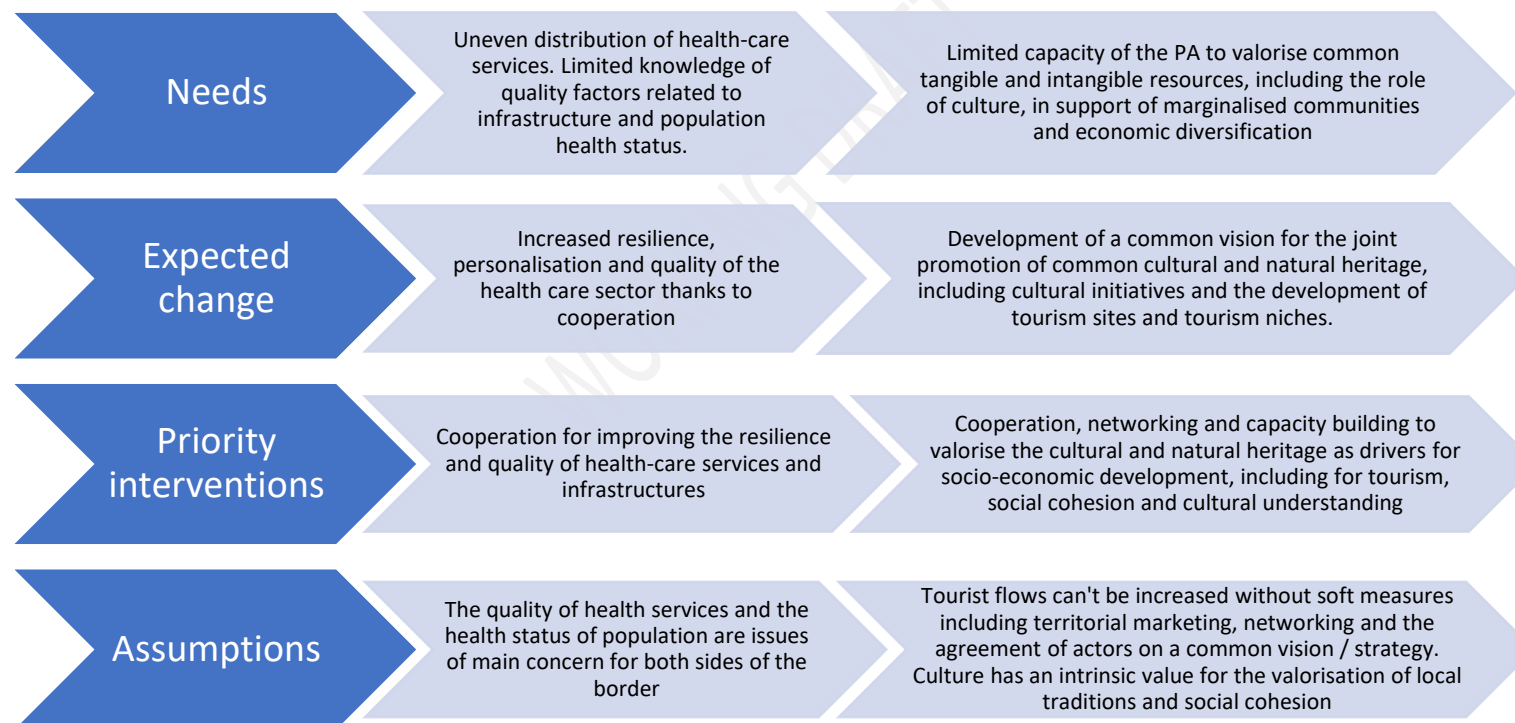 Needs
Uneven distribution of health-care
services. Limited knowledge of
quality factors related to
infrastructure and population
health status.
Limited capacity of the PA to valorise common
tangible and intangible resources, including the role
of culture, in support of marginalised communities
and economic diversification
Expected
change
Increased resilience,
personalisation and quality of the
health care sector thanks to
cooperation
Development of a common vision for the joint
promotion of common cultural and natural heritage,
including cultural initiatives and the development of
tourism sites and tourism niches.
Priority
interventions
Cooperation for improving the resilience
and quality of health-care services and
infrastructures
Cooperation, networking and capacity building to
valorise the cultural and natural heritage as drivers for
socio-economic development, including for tourism,
social cohesion and cultural understanding
Assumptions
The quality of health services and the
health status of population are issues
of main concern for both sides of the
border
Tourist flows can't be increased without soft measures
including territorial marketing, networking and the
agreement of actors on a common vision / strategy.
Culture has an intrinsic value for the valorisation of local
traditions and social cohesion